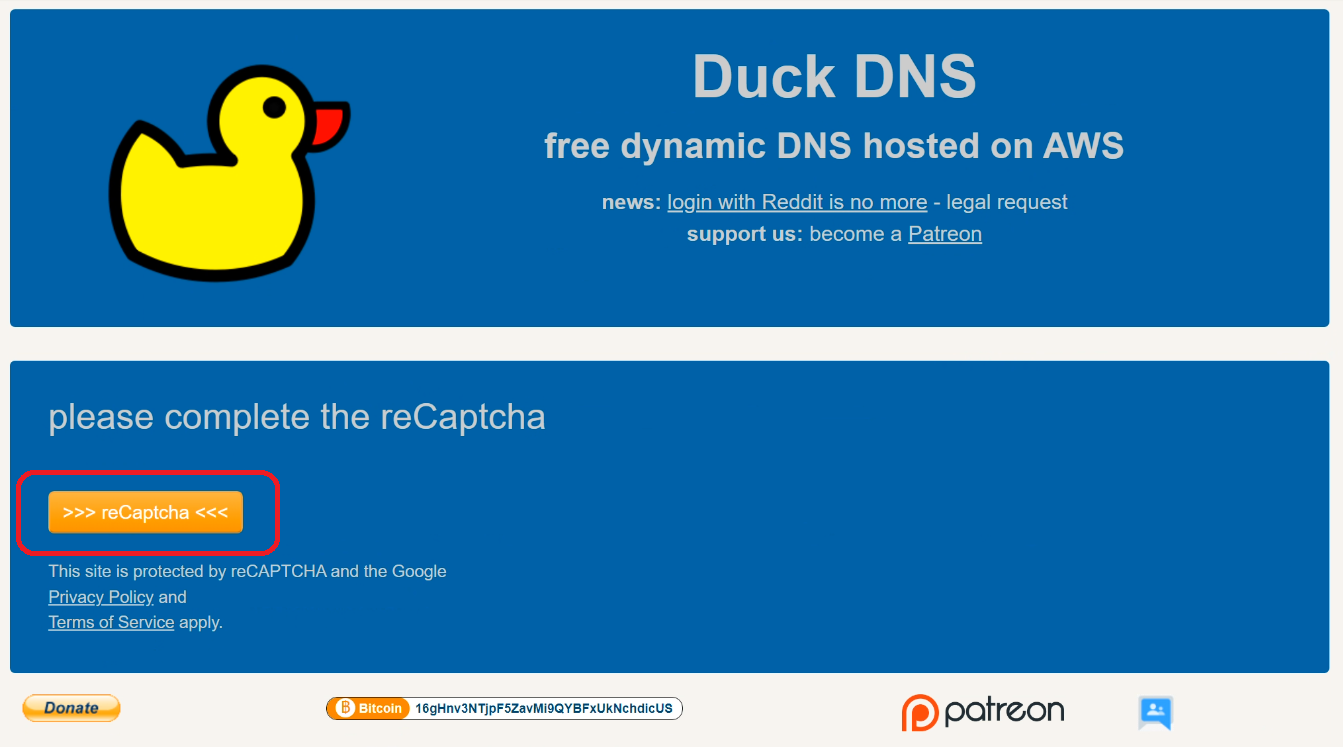 Duck DNS
free dynamic DNS hosted on AWS
news: login with Reddit is no more - legal request
support us: become a Patreon
please complete the reCaptcha
>>> reCaptcha <<<
This site is protected by reCAPTCHA and the Google
Privacy Policy and
Terms of Service apply.
Donate
Bitcoin 16gHnv3NTjpF5ZavMi9QYBFxUkNchdicUS
patreon